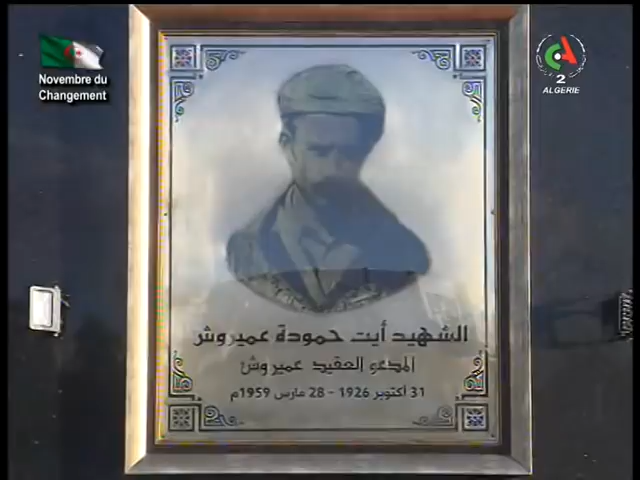 Novembre du
Changement
2
ALGERIE
الشهيد أيت حمودة عميروش
المدعو العقيد عميروش
31 أكتوبر 1926 - 28 مارس 1959م